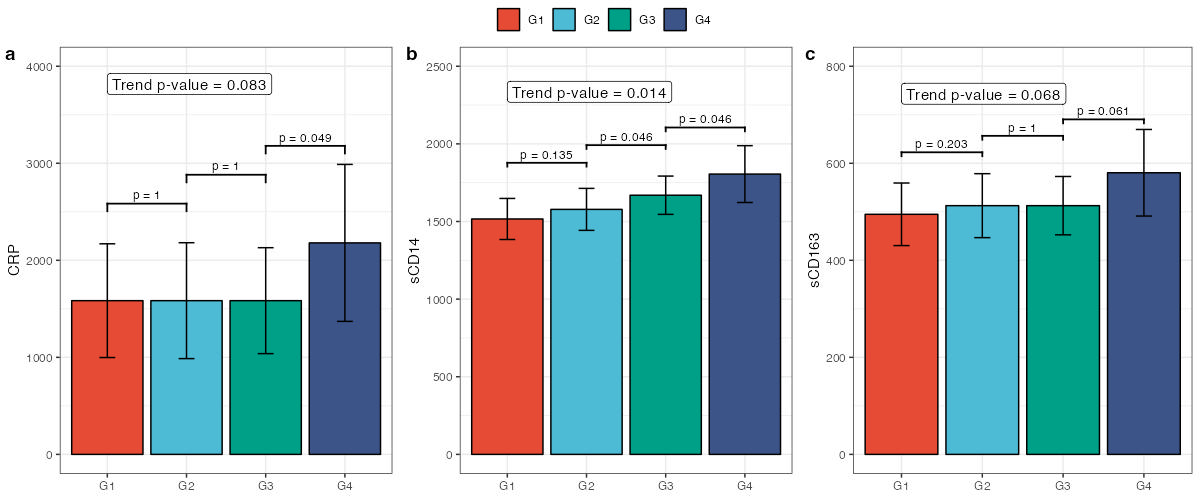 G1 G2 G3 G4
a
4000
3000
2000
1000
0
CRP
Trend p-value = 0.083
p = 1
p = 1
p = 0.049
G1 G2 G3 G4
b
2500
2000
1500
1000
500
0
sCD14
Trend p-value = 0.014
p = 0.135
p = 0.046
p = 0.046
G1 G2 G3 G4
c
800
600
400
200
0
sCD163
Trend p-value = 0.068
p = 0.203
p = 1
p = 0.061
G1 G2 G3 G4